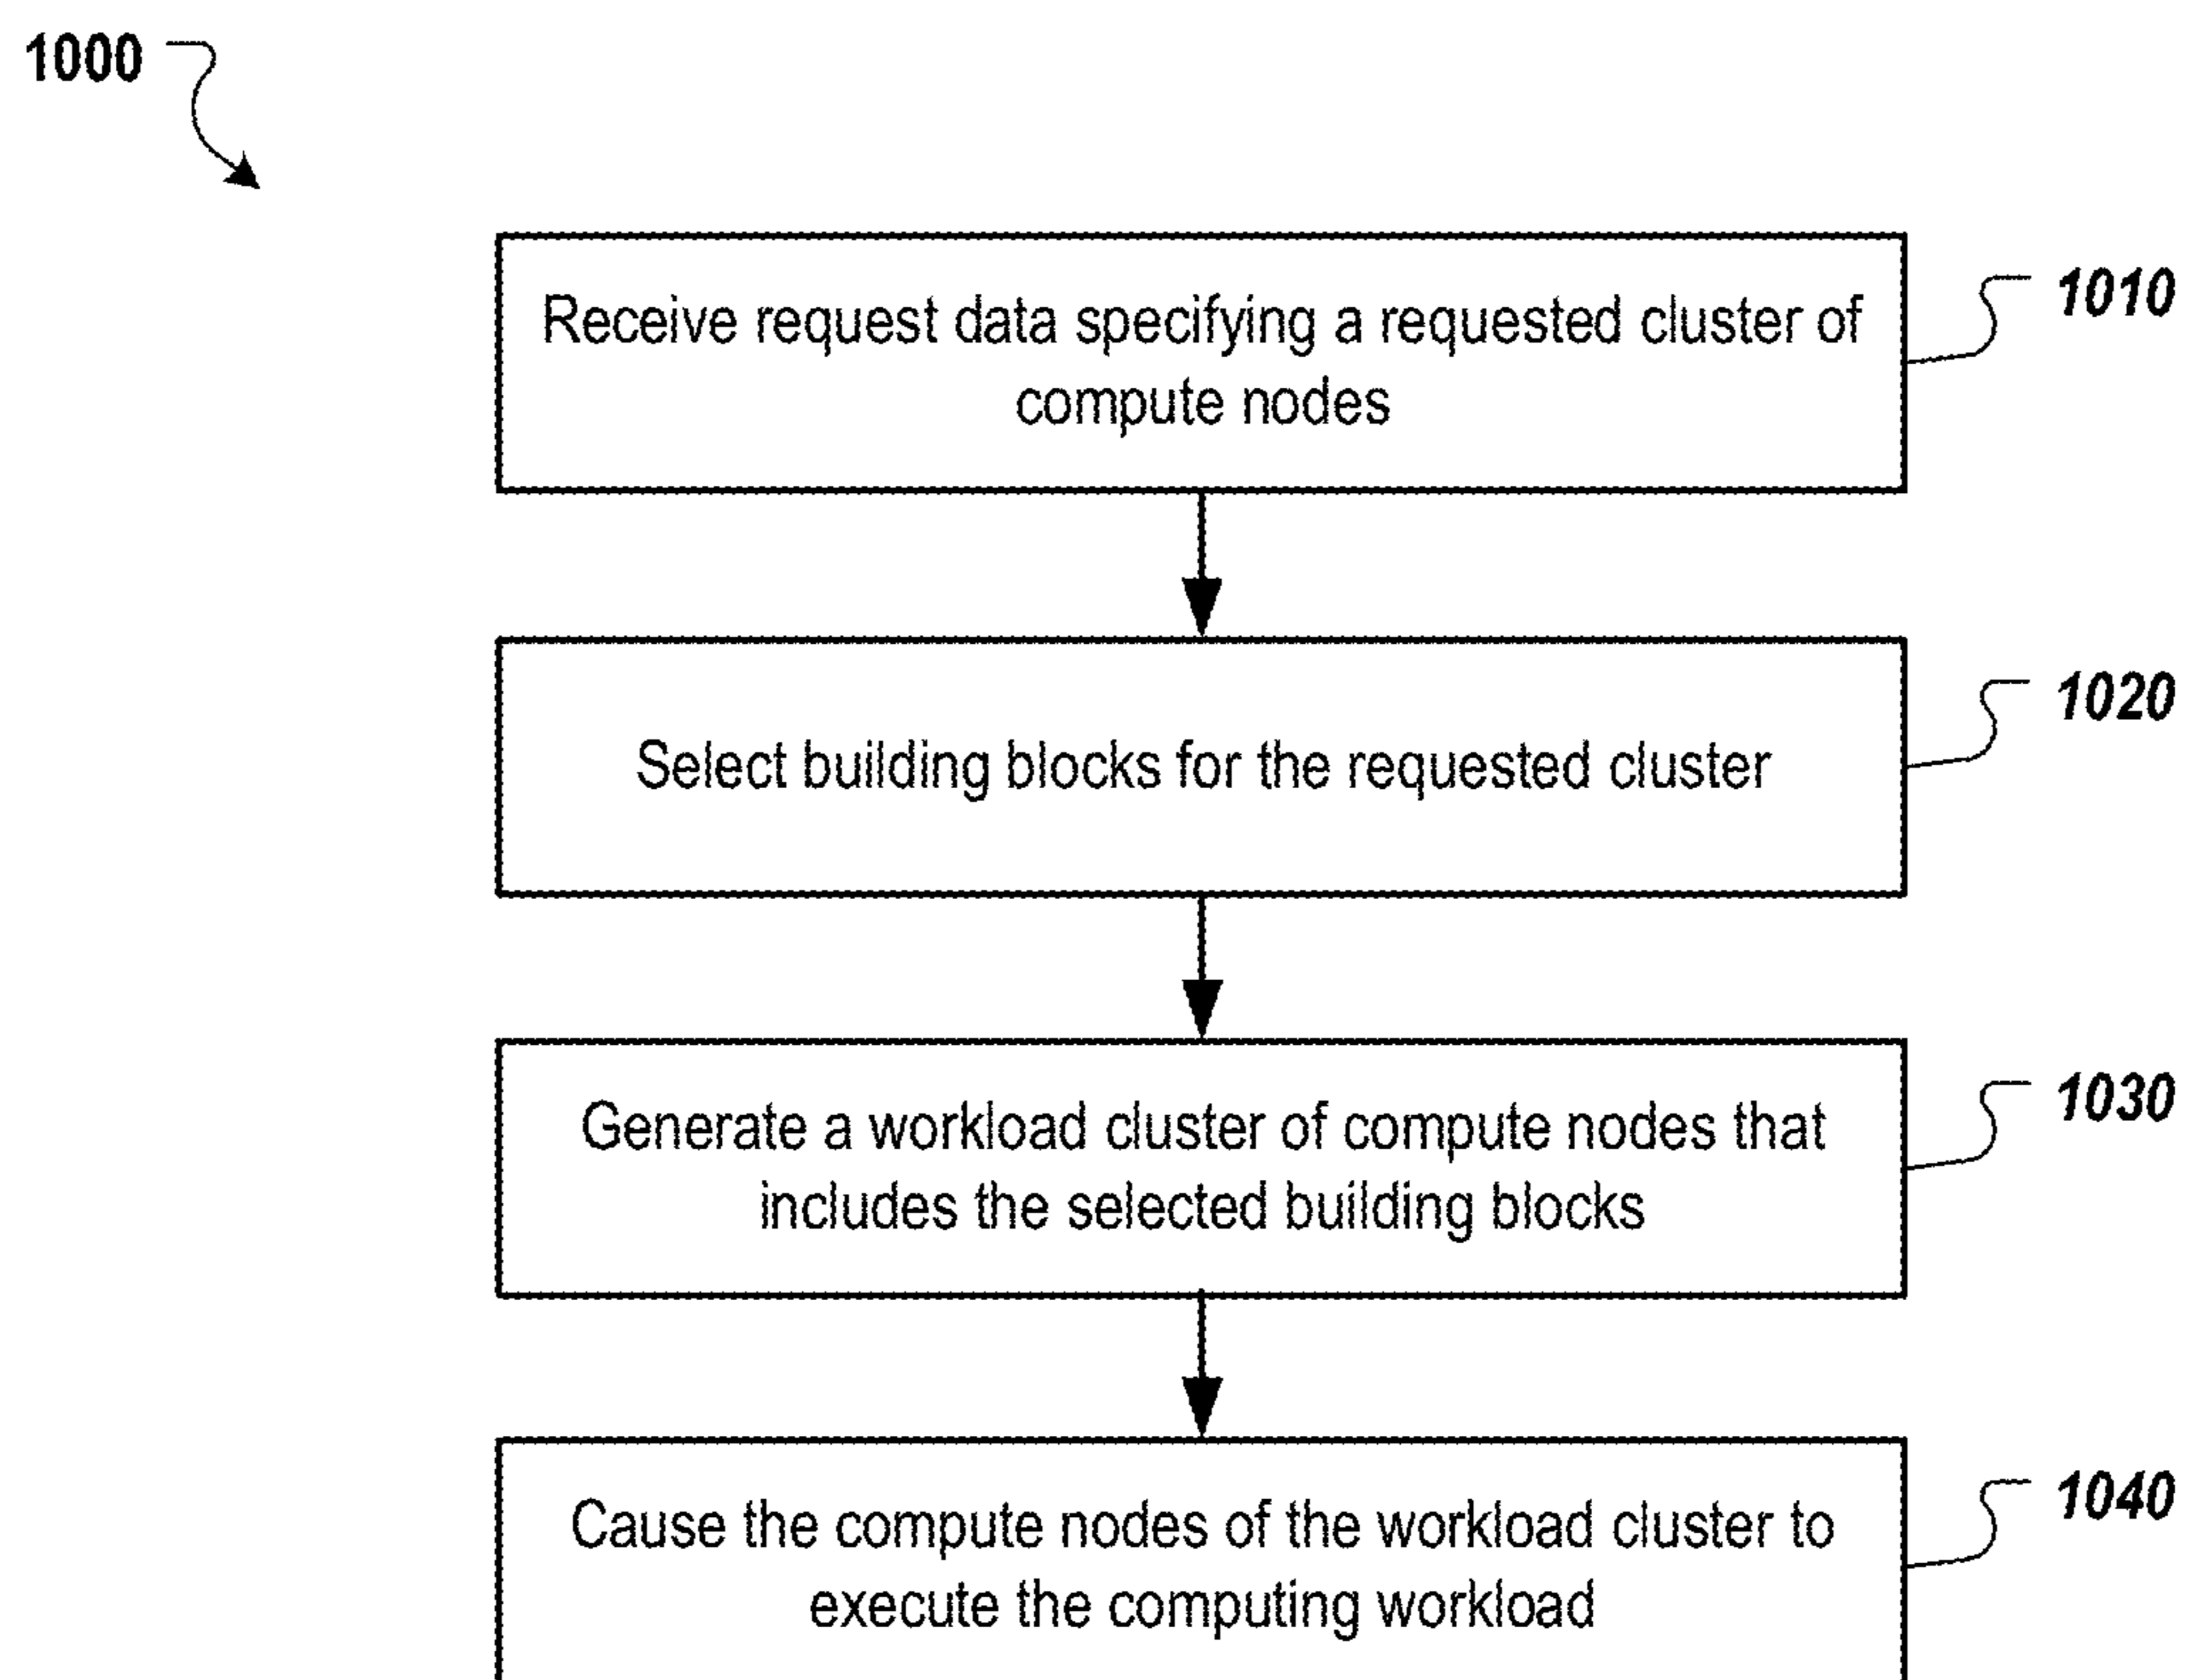 1000
Receive request data specifying a requested cluster of
compute nodes
1010
Select building blocks for the requested cluster
1020
Generate a workload cluster of compute nodes that
includes the selected building blocks
1030
Cause the compute nodes of the workload cluster to
execute the computing workload
1040